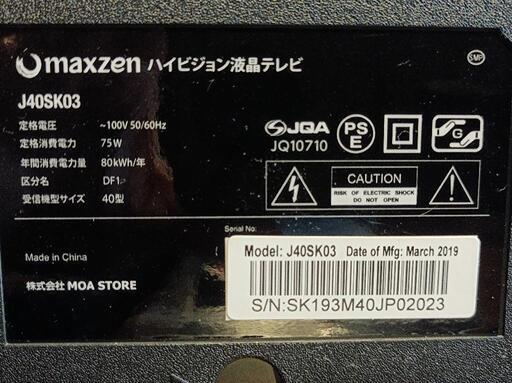 maxzen ハイビジョン液晶テレビ
SMP
J40SK03
定格電圧 ~100V 50/60Hz
定格消費電力 75W
年間消費電力量 80kWh/年
区分名 DF1
受信機型サイズ 40型
JQA
JQ10710
PS
E
G
CAUTION
RISK OF ELECTRIC SHOCK
DO NOT OPEN
Serial No:
Made in China
株式会社 MOA STORE
Model: J40SK03 Date of Mfg: March 2019
S/N:SK193M40JP02023